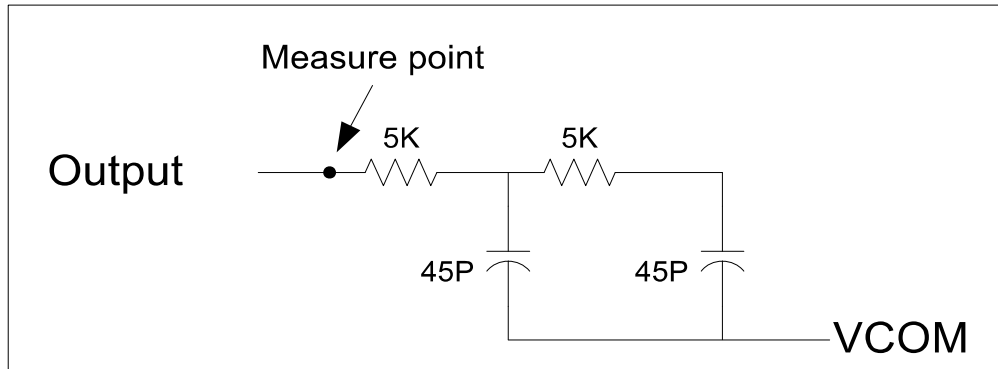 Measure point
5K
5K
Output
45P
45P
VCOM